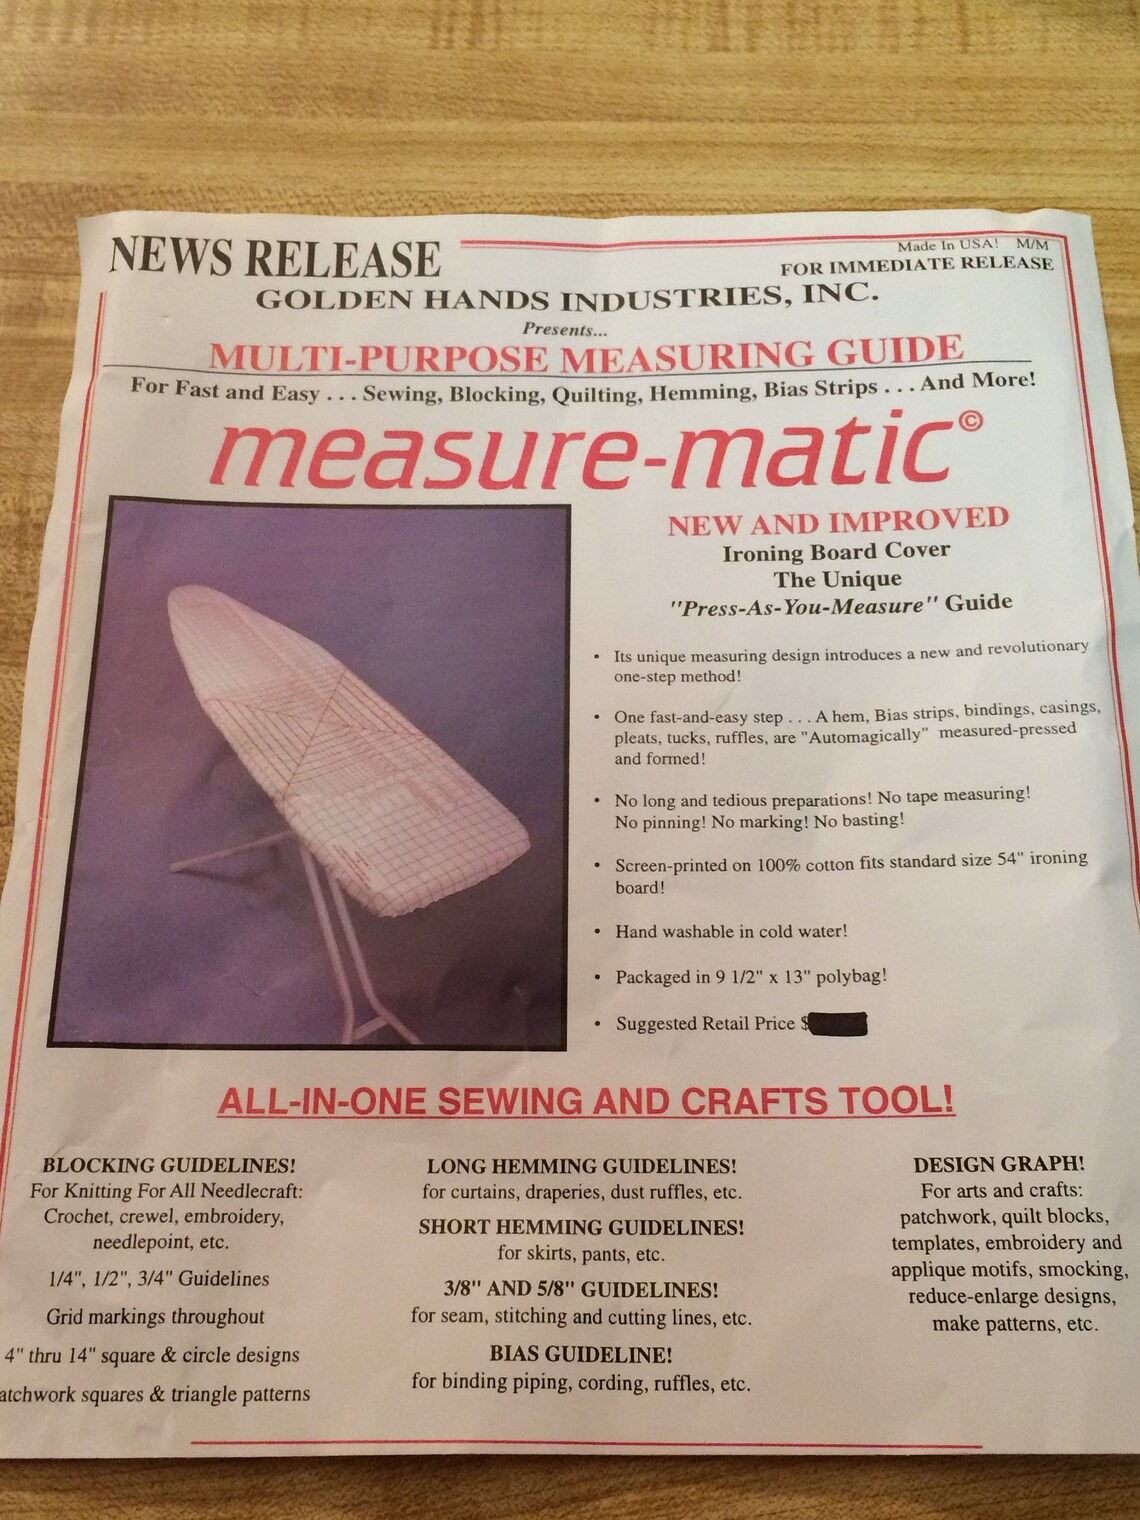 NEWS RELEASE
Made In USA! M/M
FOR IMMEDIATE RELEASE
GOLDEN HANDS INDUSTRIES, INC.
Presents...
MULTI-PURPOSE MEASURING GUIDE
For Fast and Easy . . . Sewing, Blocking, Quilting, Hemming, Bias Strips . . . And More!
measure-matic©
NEW AND IMPROVED
Ironing Board Cover
The Unique
"Press-As-You-Measure" Guide
• Its unique measuring design introduces a new and revolutionary
one-step method!
• One fast-and-easy step . . . A hem, Bias strips, bindings, casings,
pleats, tucks, ruffles, are "Automagically" measured-pressed
and formed!
• No long and tedious preparations! No tape measuring!
No pinning! No marking! No basting!
• Screen-printed on 100% cotton fits standard size 54" ironing
board!
• Hand washable in cold water!
• Packaged in 9 1/2" x 13" polybag!
• Suggested Retail Price $
ALL-IN-ONE SEWING AND CRAFTS TOOL!
BLOCKING GUIDELINES!
For Knitting For All Needlecraft:
Crochet, crewel, embroidery,
needlepoint, etc.
1/4", 1/2", 3/4" Guidelines
Grid markings throughout
4" thru 14" square & circle designs
atchwork squares & triangle patterns
LONG HEMMING GUIDELINES!
for curtains, draperies, dust ruffles, etc.
SHORT HEMMING GUIDELINES!
for skirts, pants, etc.
3/8" AND 5/8" GUIDELINES!
for seam, stitching and cutting lines, etc.
BIAS GUIDELINE!
for binding piping, cording, ruffles, etc.
DESIGN GRAPH!
For arts and crafts:
patchwork, quilt blocks,
templates, embroidery and
applique motifs, smocking,
reduce-enlarge designs,
make patterns, etc.